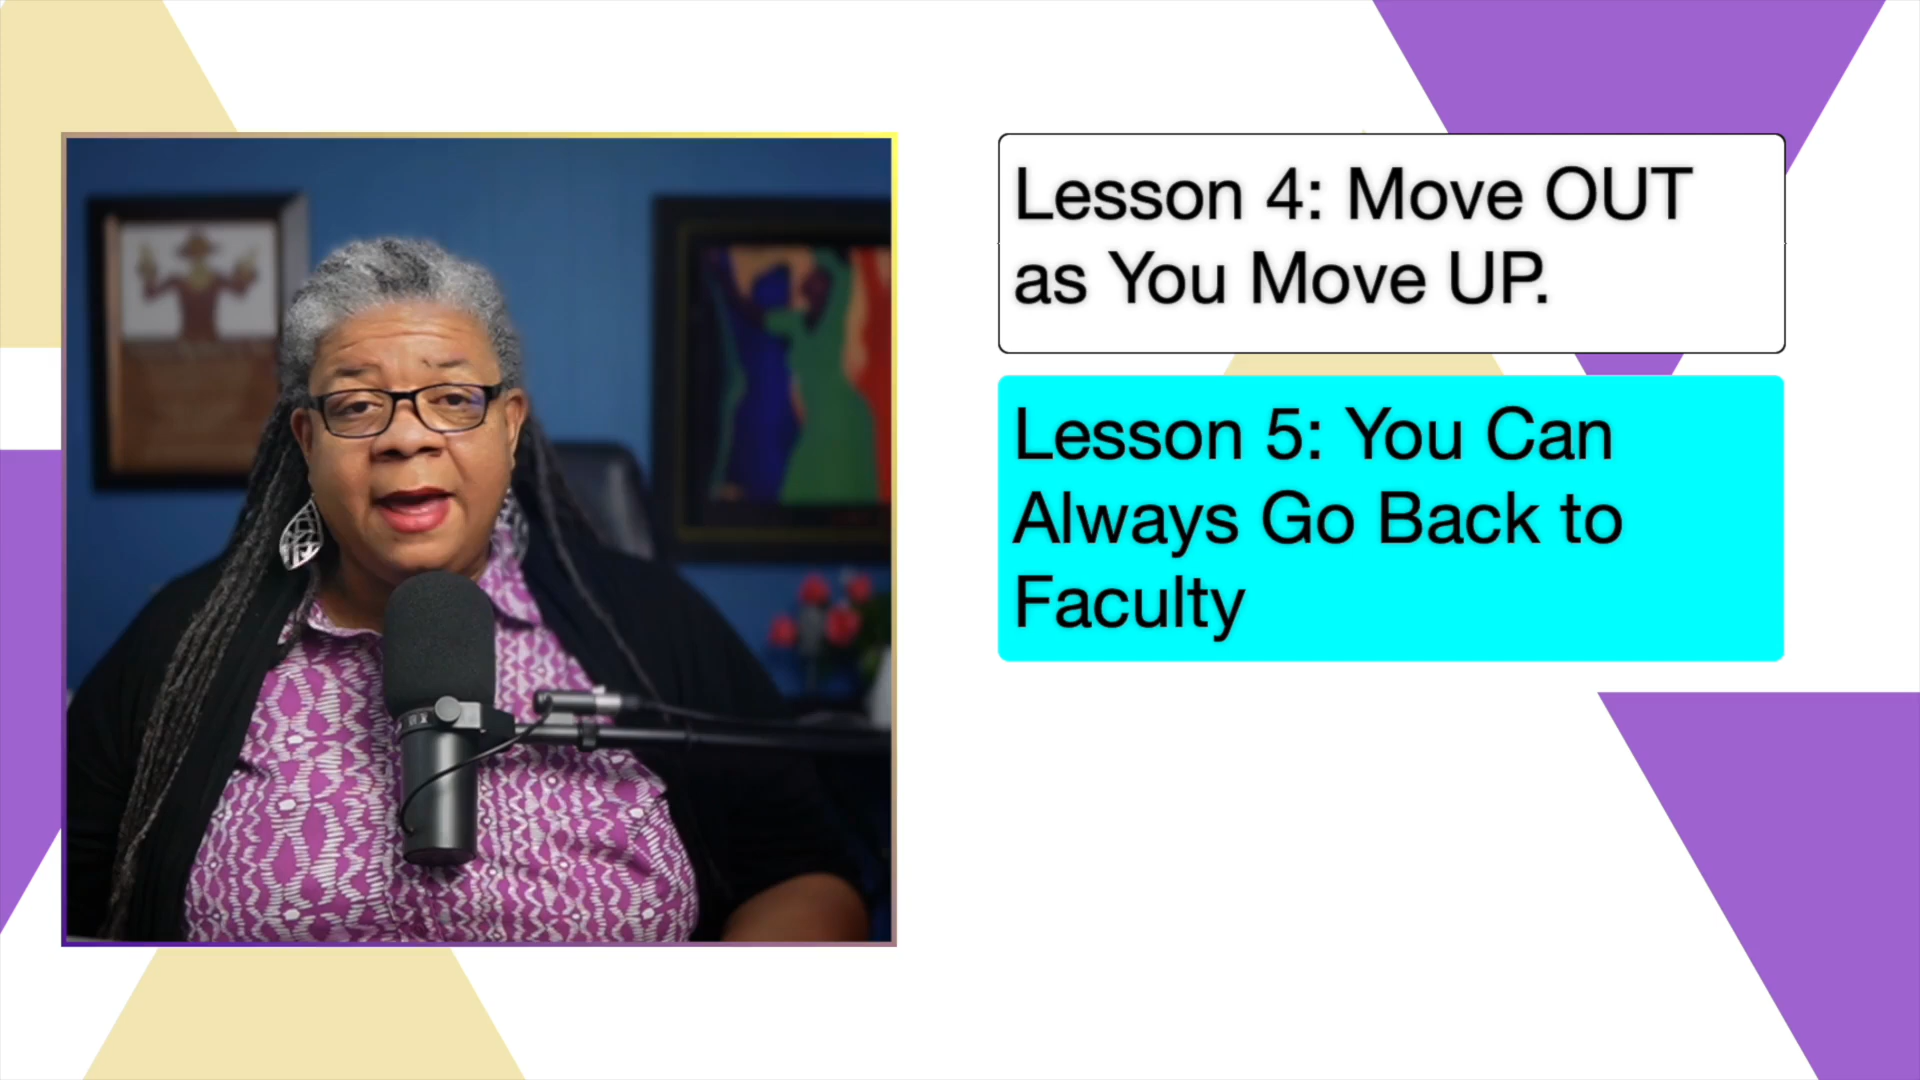 Lesson 4: Move OUT
as You Move UP.
Lesson 5: You Can
Always Go Back to
Faculty